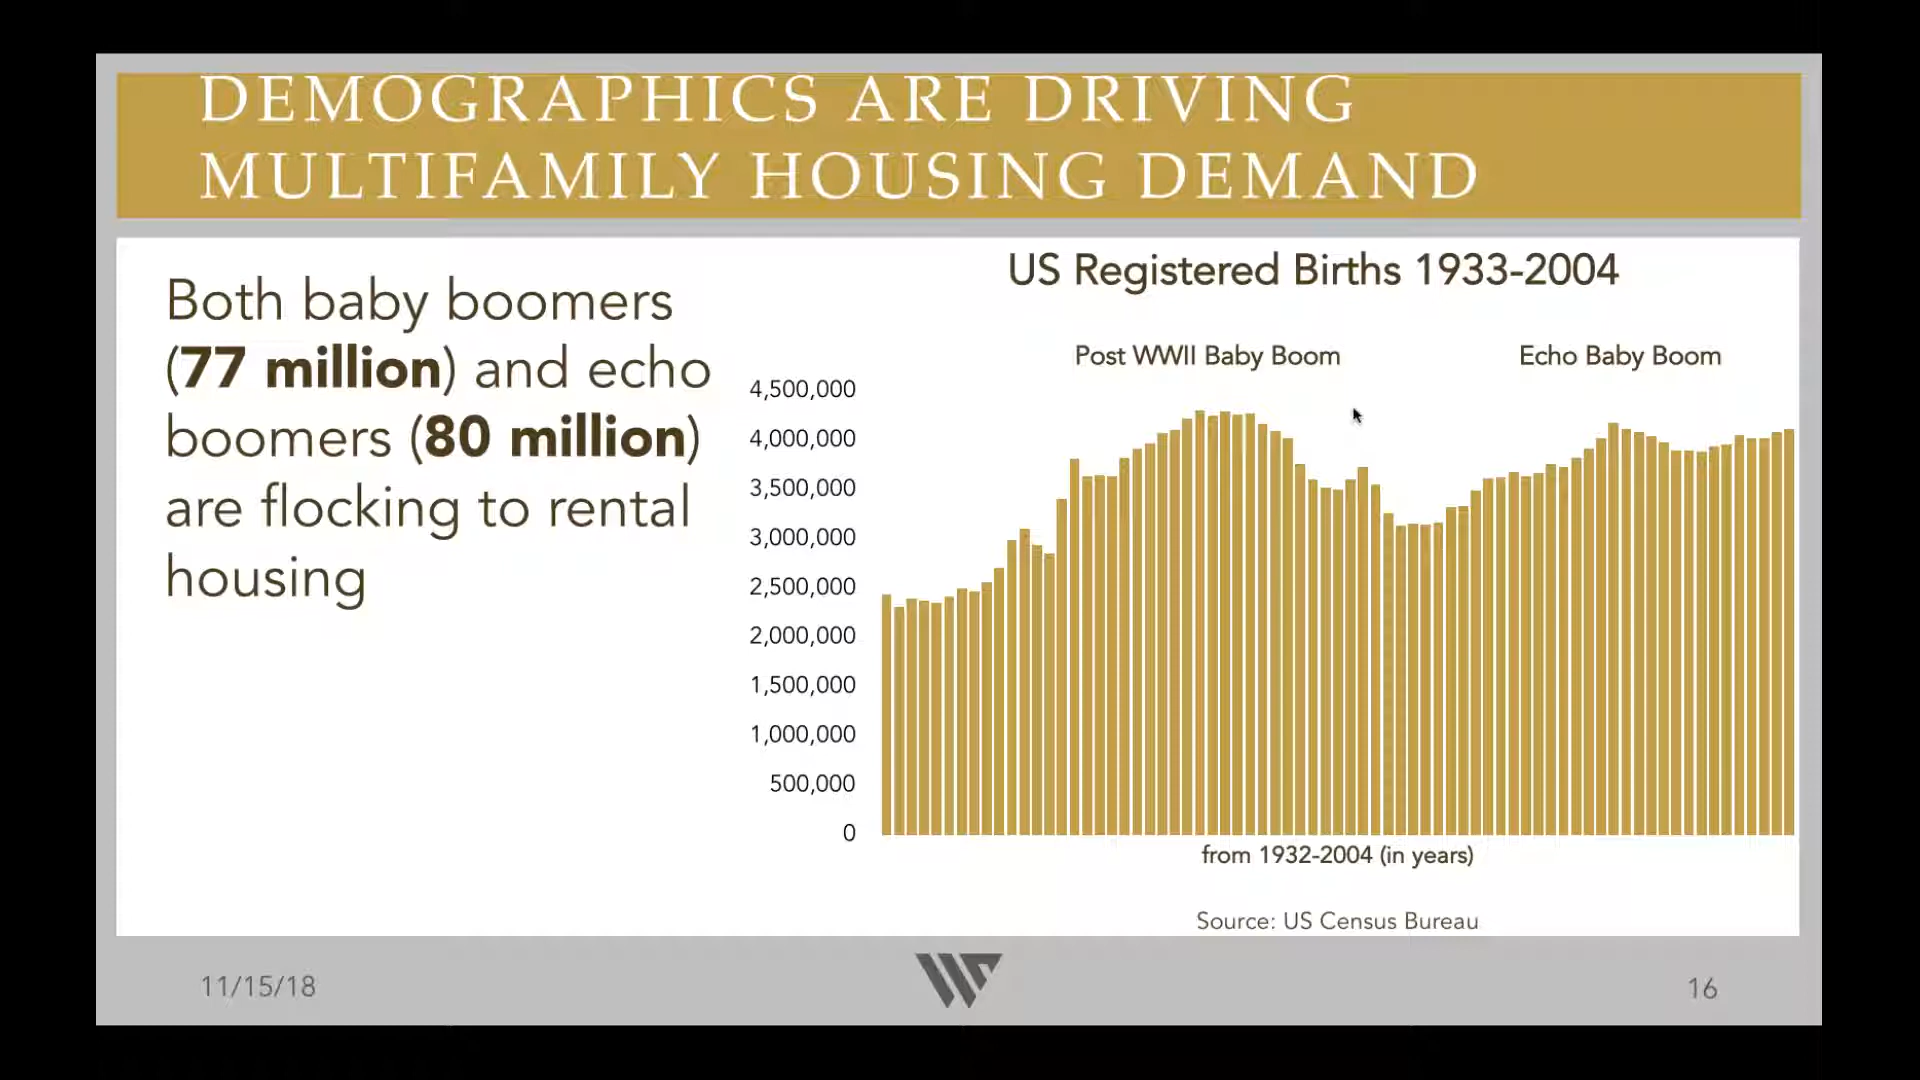 DEMOGRAPHICS ARE DRIVING
MULTIFAMILY HOUSING DEMAND
Both baby boomers
(77 million) and echo
boomers (80 million)
are flocking to rental
housing
US Registered Births 1933-2004
Post WWII Baby Boom
Echo Baby Boom
4,500,000
4,000,000
3,500,000
3,000,000
2,500,000
2,000,000
1,500,000
1,000,000
500,000
0
from 1932-2004 (in years)
Source: US Census Bureau
11/15/18
16